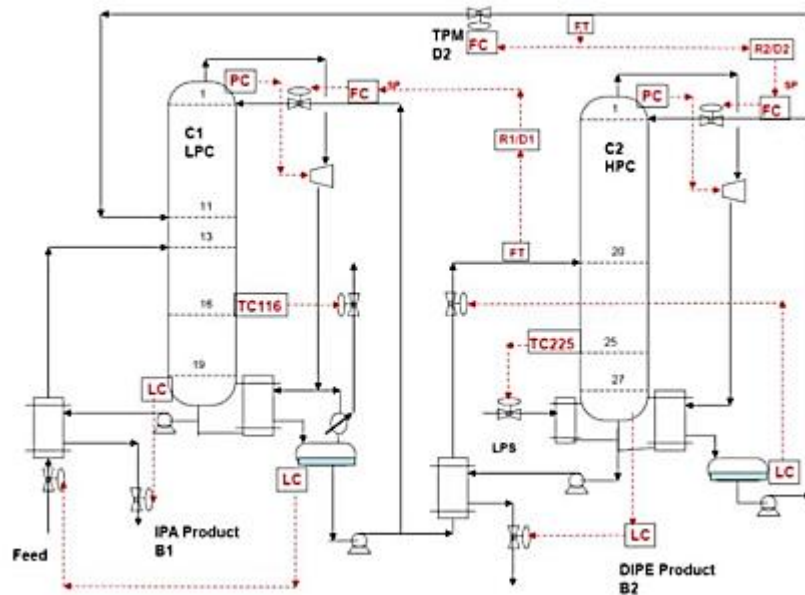 TPM
D2
FC
FT
R2/D2
SP
FC
PC
FC
SP
PC
1
C1
LPC
R1/D1
1
C2
HPC
11
13
FT
20
16
TC116
TC225
25
19
LC
27
LPS
LC
LC
IPA Product
B1
Feed
LC
DIPE Product
B2